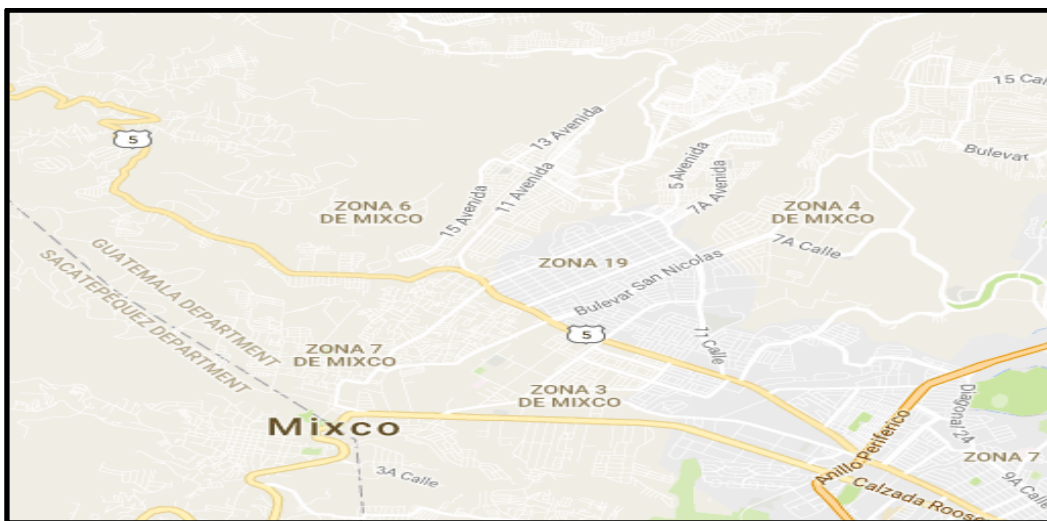 15 Cal
13 Avenida
5
Bulevar
5 Avenida
11 Avenida
7A Avenida
15 Avenida
ZONA 6
DE MIXCO
ZONA 4
DE MIXCO
7A Calle
ZONA 19
GUATEMALA DEPARTMENT
SACATEPÉQUEZ DEPARTMENT
Bulevar San Nicolas
5
11 Calle
ZONA 7
DE MIXCO
ZONA 3
DE MIXCO
Diagonal 24
Mixco
Anillo Periferico
3A Calle
ZONA 7
9A Calle
Calzada Roose